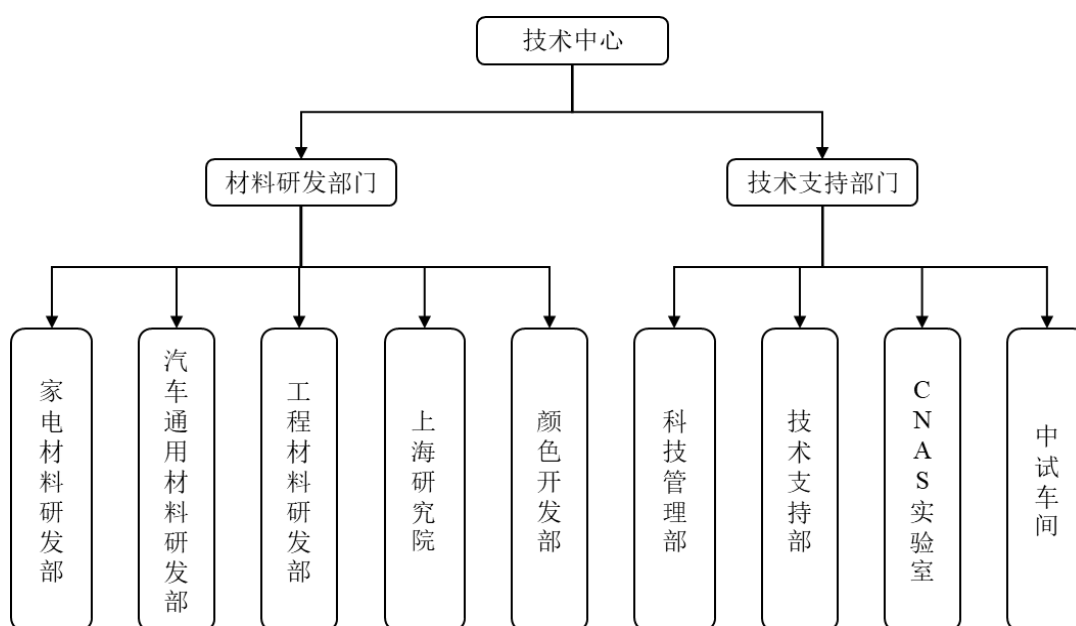 技术中心
材料研发部门
技术支持部门
家电材料研发部
汽车通用材料研发部
工程材料研发部
上海研究院
颜色开发部
科技管理部
技术支持部
CNAS实验室
中试车间